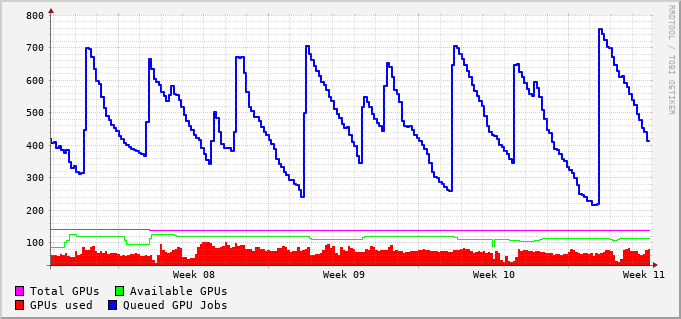 800
700
600
500
400
300
200
100
Week 08 Week 09 Week 10 Week 11
Total GPUs Available GPUs
GPUs used Queued GPU Jobs
RRDTOOL / TOBI OETIKER